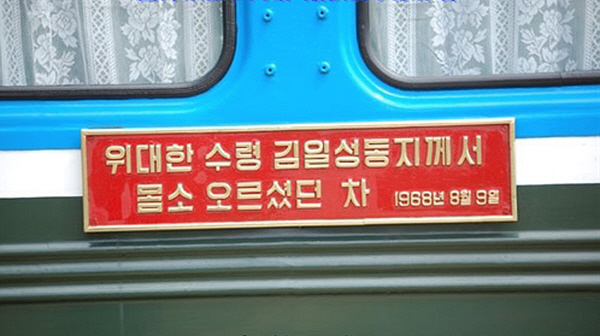 위대한 수령 김일성동지께서
몸소 오르셨던 차 1968년 8월 9일